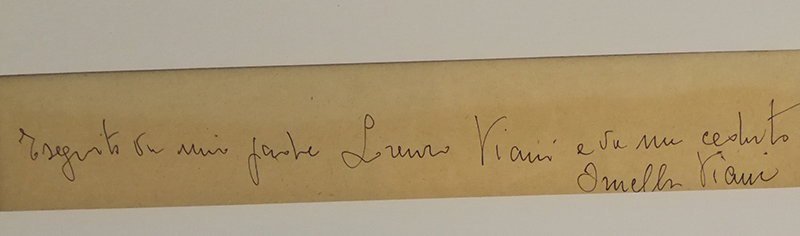 Eseguito da mio padre Lorenzo Viani e da me ceduto
Ornella Viani